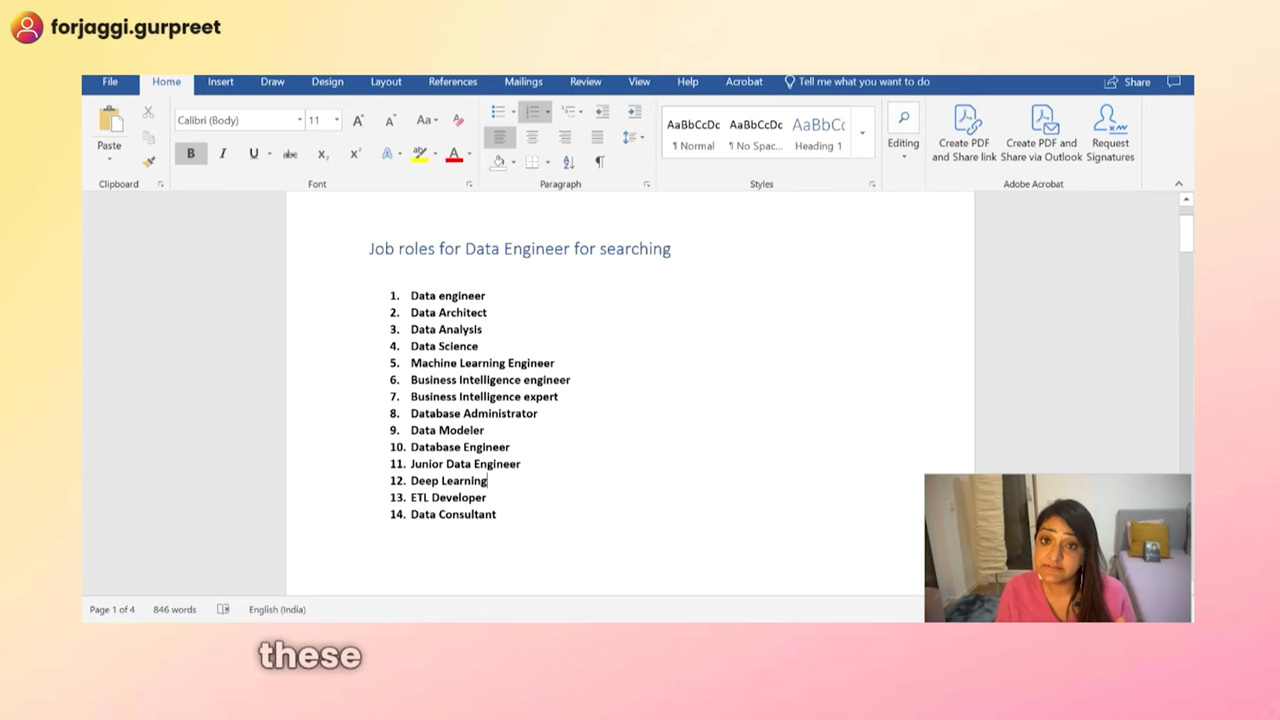 forjaggi.gurpreet
File Home Insert Draw Design Layout References Mailings Review View Help Acrobat Tell me what you want to do Share
Calibri (Body) 11 A A Aa A
AaBbCcDc AaBbCcDc AaBbCc
Paste
B I U abc X₂ X² A A
¶ Normal ¶ No Spac... Heading 1
Editing
Create PDF and Share link
Create PDF and Share via Outlook
Request Signatures
Clipboard Font Paragraph Styles Adobe Acrobat
Job roles for Data Engineer for searching
1. Data engineer
2. Data Architect
3. Data Analysis
4. Data Science
5. Machine Learning Engineer
6. Business Intelligence engineer
7. Business Intelligence expert
8. Database Administrator
9. Data Modeler
10. Database Engineer
11. Junior Data Engineer
12. Deep Learning
13. ETL Developer
14. Data Consultant
Page 1 of 4 846 words English (India)
these